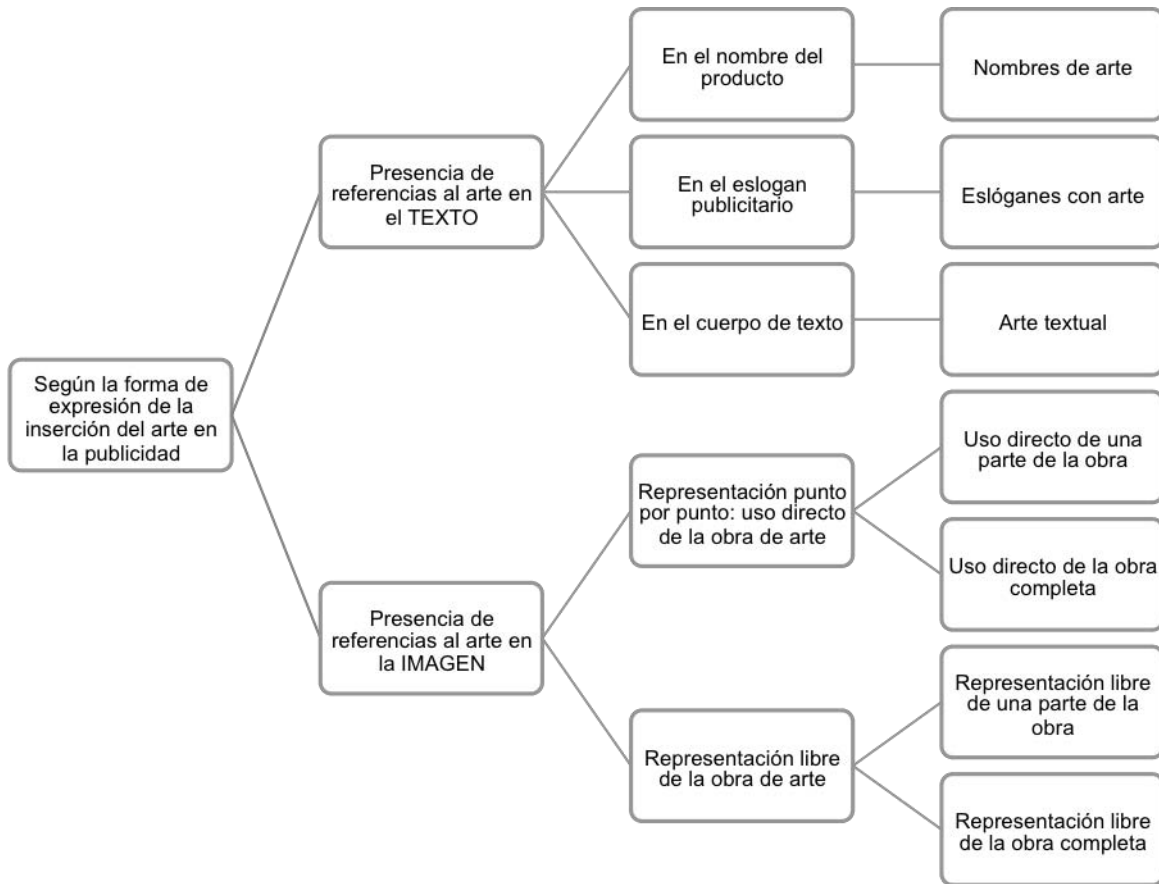 Según la forma de
expresión de la
inserción del arte en
la publicidad
Presencia de
referencias al arte en
el TEXTO
En el nombre del
producto
Nombres de arte
En el eslogan
publicitario
Eslóganes con arte
En el cuerpo de texto
Arte textual
Presencia de
referencias al arte en
la IMAGEN
Representación punto
por punto: uso directo
de la obra de arte
Uso directo de una
parte de la obra
Uso directo de la obra
completa
Representación libre
de la obra de arte
Representación libre
de una parte de la
obra
Representación libre
de la obra completa